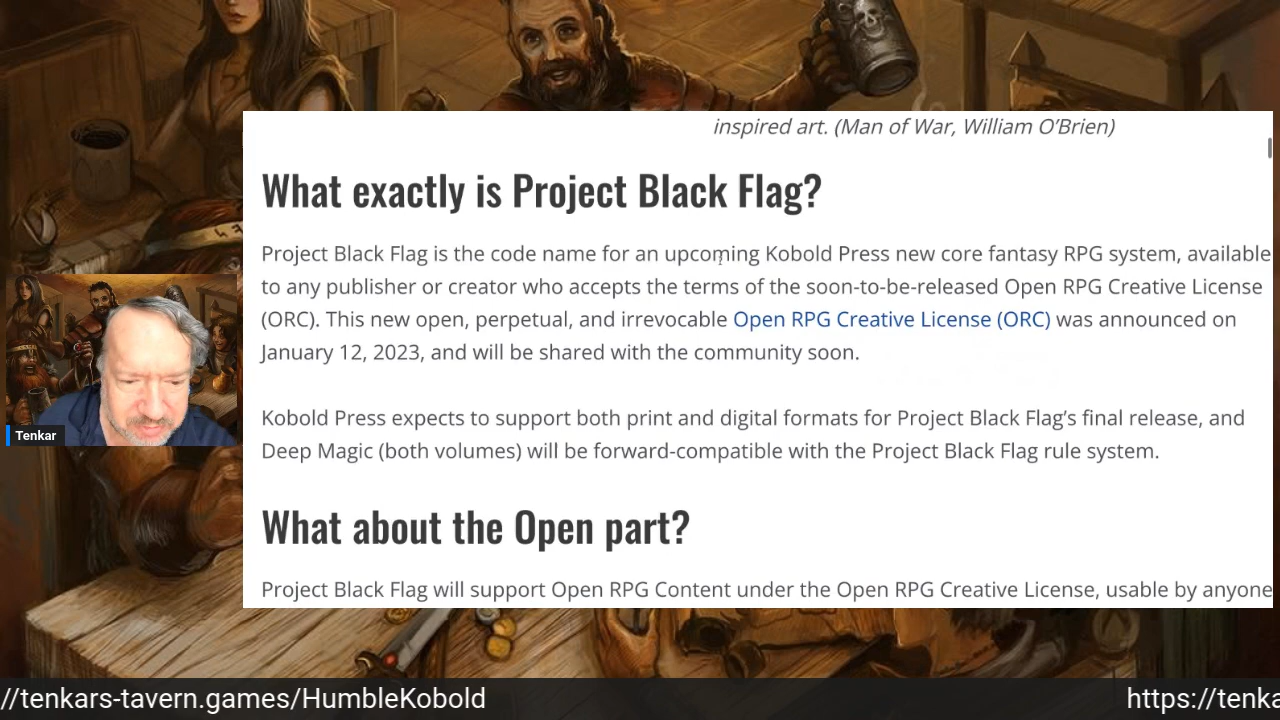 inspired art. (Man of War, William O’Brien)
What exactly is Project Black Flag?
Project Black Flag is the code name for an upcoming Kobold Press new core fantasy RPG system, available
to any publisher or creator who accepts the terms of the soon-to-be-released Open RPG Creative License
(ORC). This new open, perpetual, and irrevocable Open RPG Creative License (ORC) was announced on
January 12, 2023, and will be shared with the community soon.
Kobold Press expects to support both print and digital formats for Project Black Flag’s final release, and
Deep Magic (both volumes) will be forward-compatible with the Project Black Flag rule system.
What about the Open part?
Project Black Flag will support Open RPG Content under the Open RPG Creative License, usable by anyone
Tenkar
//tenkars-tavern.games/HumbleKobold
https://tenka